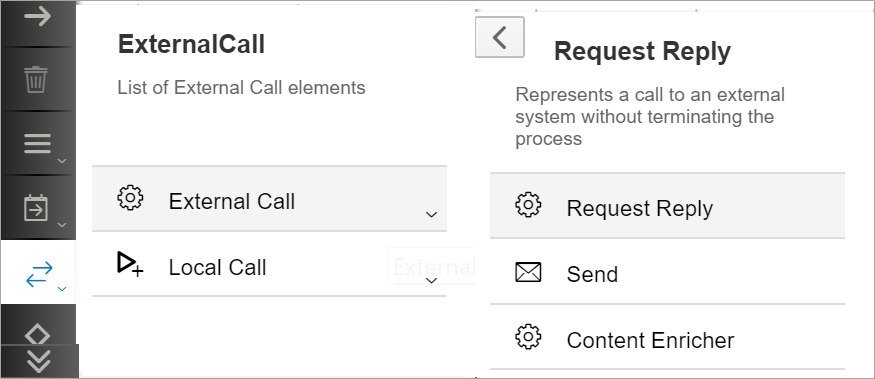 ExternalCall
List of External Call elements
External Call
Local Call
External
Request Reply
Represents a call to an external
system without terminating the
process
Request Reply
Send
Content Enricher